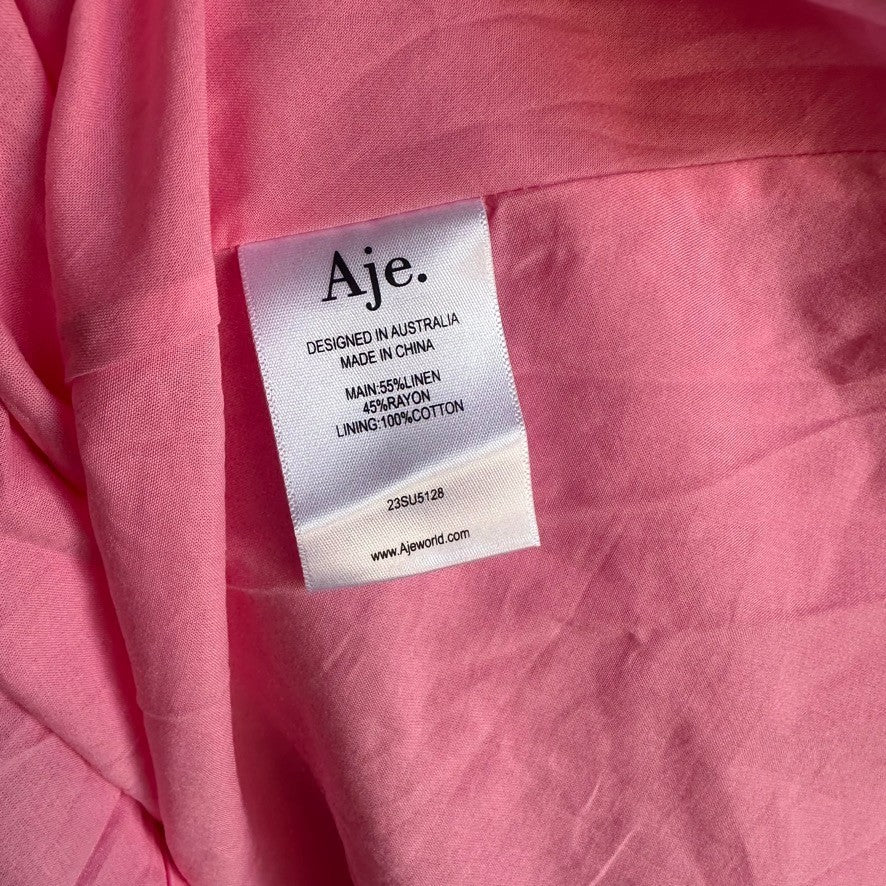 Aje.
DESIGNED IN AUSTRALIA
MADE IN CHINA
MAIN:55%LINEN
45%RAYON
LINING:100%COTTON
23SU5128
www.Ajeworld.com